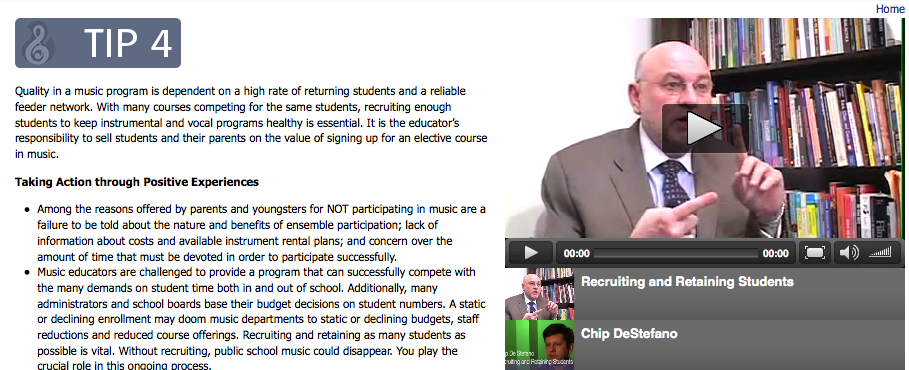 Home
TIP 4
Quality in a music program is dependent on a high rate of returning students and a reliable
feeder network. With many courses competing for the same students, recruiting enough
students to keep instrumental and vocal programs healthy is essential. It is the educator's
responsibility to sell students and their parents on the value of signing up for an elective course
in music.
Taking Action through Positive Experiences
• Among the reasons offered by parents and youngsters for NOT participating in music are a
failure to be told about the nature and benefits of ensemble participation; lack of
information about costs and available instrument rental plans; and concern over the
amount of time that must be devoted in order to participate successfully.
• Music educators are challenged to provide a program that can successfully compete with
the many demands on student time both in and out of school. Additionally, many
administrators and school boards base their budget decisions on student numbers. A static
or declining enrollment may doom music departments to static or declining budgets, staff
reductions and reduced course offerings. Recruiting and retaining as many students as
possible is vital. Without recruiting, public school music could disappear. You play the
crucial role in this ongoing process.
00:00 00:00
Recruiting and Retaining Students
Chip DeStefano
ip De Stefano
cruiting and Retaining Students